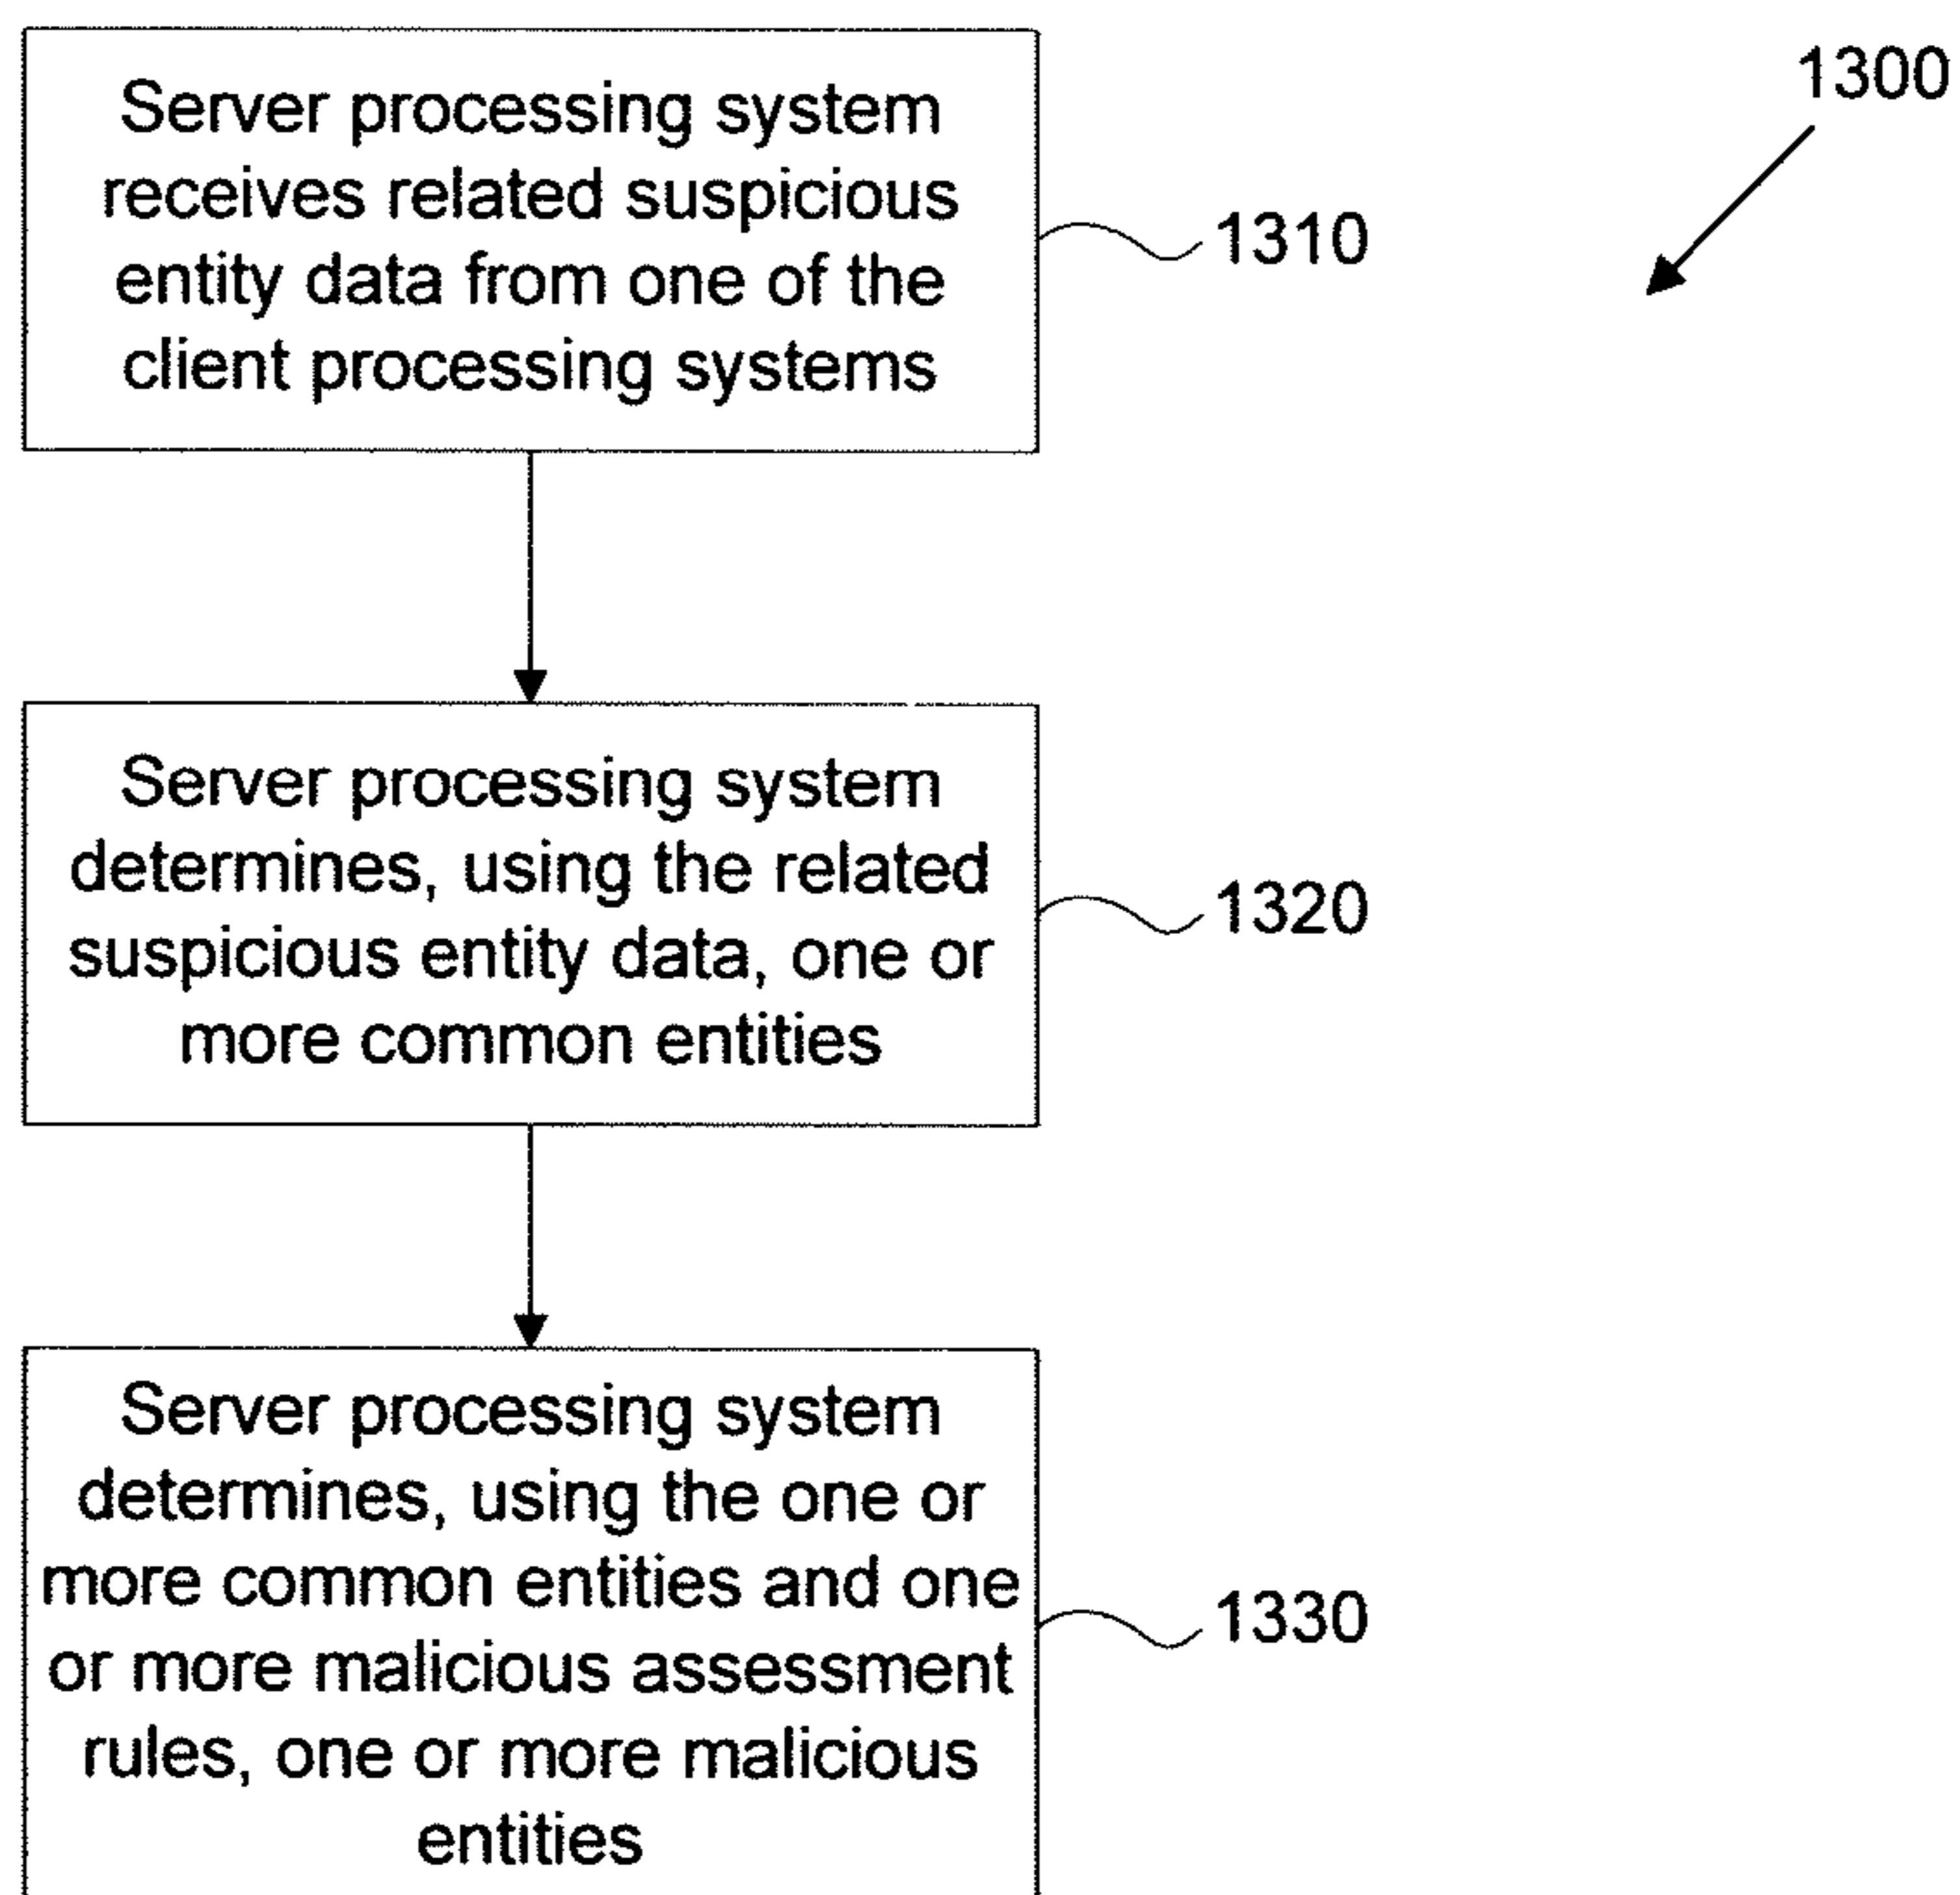 1300
Server processing system
receives related suspicious
entity data from one of the
client processing systems
1310
Server processing system
determines, using the related
suspicious entity data, one or
more common entities
1320
Server processing system
determines, using the one or
more common entities and one
or more malicious assessment
rules, one or more malicious
entities
1330